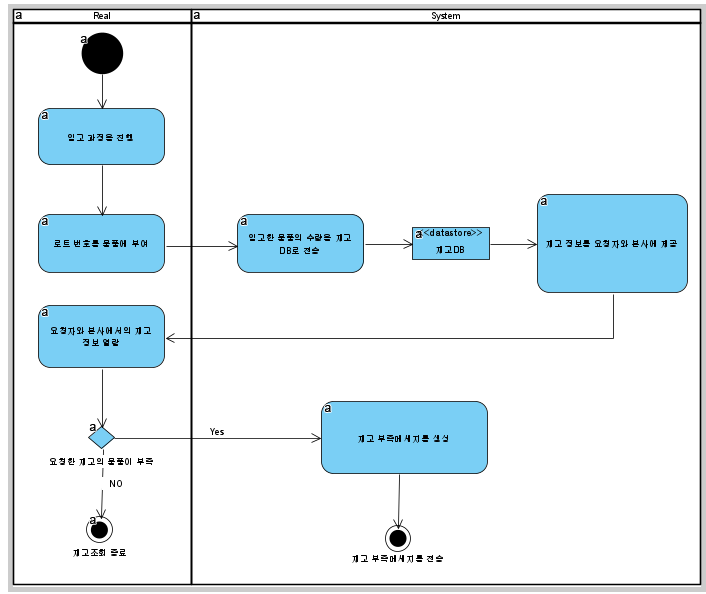 a
Real
a
System
a
a
입고 과정을 진행
a
로트 번호를 물품에 부여
a
입고한 물품의 수량을 재고
DB로 전송
a
<<datastore>>
재고DB
a
재고 정보를 요청자와 본사에 제공
a
요청자와 본사에서의 재고
정보 열람
a
요청한 재고의 물품이 부족
Yes
a
재고 부족메세지를 생성
NO
a
재고조회 종료
재고 부족메세지를 전송